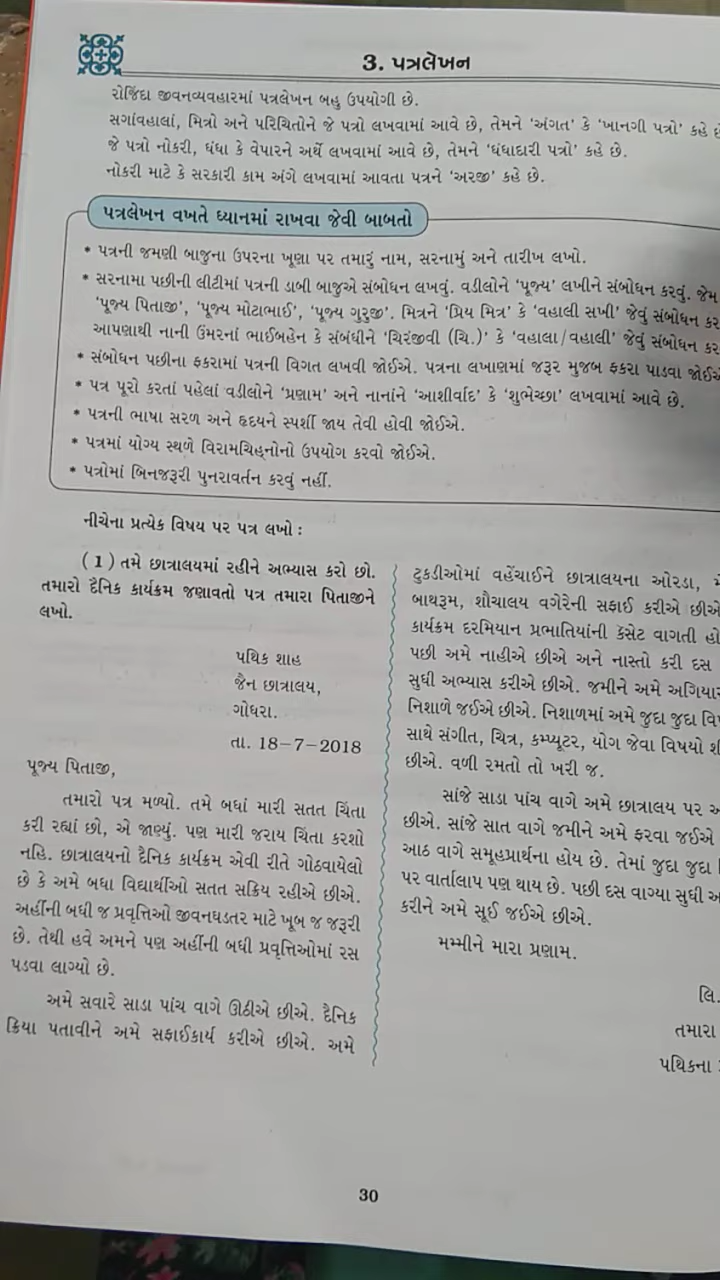 3. પત્રલેખન
રોજિંદા જીવનવ્યવહારમાં પત્રલેખન બહુ ઉપયોગી છે.
સગાંવહાલાં, મિત્રો અને પરિચિતોને જે પત્રો લખવામાં આવે છે, તેમને ‘અંગત’ કે ‘ખાનગી પત્રો’ કહે
જે પત્રો નોકરી, ધંધા કે વેપારને અર્થે લખવામાં આવે છે, તેમને ‘ધંધાદારી પત્રો’ કહે છે.
નોકરી માટે કે સરકારી કામ અંગે લખવામાં આવતા પત્રને ‘અરજી’ કહે છે.
પત્રલેખન વખતે ધ્યાનમાં રાખવા જેવી બાબતો
* પત્રની જમણી બાજુના ઉપરના ખૂણા પર તમારું નામ, સરનામું અને તારીખ લખો.
* સરનામા પછીની લીટીમાં પત્રની ડાબી બાજુએ સંબોધન લખવું. વડીલોને ‘પૂજ્ય’ લખીને સંબોધન કરવું. જેમ
‘પૂજ્ય પિતાજી’, ‘પૂજ્ય મોટાભાઈ’, ‘પૂજ્ય ગુરુજી’. મિત્રને ‘પ્રિય મિત્ર’ કે ‘વહાલી સખી’ જેવું સંબોધન
આપણાથી નાની ઉંમરનાં ભાઈબહેન કે સંબંધીને ‘ચિરંજીવી (ચિ.)’ કે ‘વહાલા/વહાલી’ જેવું સંબોધન
* સંબોધન પછીના ફકરામાં પત્રની વિગત લખવી જોઈએ. પત્રના લખાણમાં જરૂર મુજબ ફકરા પાડવા
* પત્ર પૂરો કરતાં પહેલાં વડીલોને ‘પ્રણામ’ અને નાનાંને ‘આશીર્વાદ’ કે ‘શુભેચ્છા’ લખવામાં આવે છે.
* પત્રની ભાષા સરળ અને હૃદયને સ્પર્શી જાય તેવી હોવી જોઈએ.
* પત્રમાં યોગ્ય સ્થળે વિરામચિહ્નોનો ઉપયોગ કરવો જોઈએ.
* પત્રોમાં બિનજરૂરી પુનરાવર્તન કરવું નહીં.
નીચેના પ્રત્યેક વિષય પર પત્ર લખો :
(1) તમે છાત્રાલયમાં રહીને અભ્યાસ કરો છો.
તમારો દૈનિક કાર્યક્રમ જણાવતો પત્ર તમારા પિતાજીને
લખો.
પથિક શાહ
જૈન છાત્રાલય,
ગોધરા.
તા. 18-7-2018
પૂજ્ય પિતાજી,
તમારો પત્ર મળ્યો. તમે બધાં મારી સતત ચિંતા
કરી રહ્યાં છો, એ જાણ્યું. પણ મારી જરાય ચિંતા કરશો
નહિ. છાત્રાલયનો દૈનિક કાર્યક્રમ એવી રીતે ગોઠવાયેલો
છે કે અમે બધા વિદ્યાર્થીઓ સતત સક્રિય રહીએ છીએ.
અહીંની બધી જ પ્રવૃત્તિઓ જીવનઘડતર માટે ખૂબ જ જરૂરી
છે. તેથી હવે અમને પણ અહીંની બધી પ્રવૃત્તિઓમાં રસ
પડવા લાગ્યો છે.
અમે સવારે સાડા પાંચ વાગે ઊઠીએ છીએ. દૈનિક
ક્રિયા પતાવીને અમે સફાઈકાર્ય કરીએ છીએ. અમે
ટુકડીઓમાં વહેંચાઈને છાત્રાલયના ઓરડા,
બાથરૂમ, શૌચાલય વગેરેની સફાઈ કરીએ છીએ
કાર્યક્રમ દરમિયાન પ્રભાતિયાંની કૅસેટ વાગતી
પછી અમે નાહીએ છીએ અને નાસ્તો કરી દસ
સુધી અભ્યાસ કરીએ છીએ. જમીને અમે
નિશાળે જઈએ છીએ. નિશાળમાં અમે જુદા જુદા
સાથે સંગીત, ચિત્ર, કમ્પ્યૂટર, યોગ જેવા વિષયો
છીએ. વળી રમતો તો ખરી જ.
સાંજે સાડા પાંચ વાગે અમે છાત્રાલય પર
છીએ. સાંજે સાત વાગે જમીને અમે ફરવા જઈએ
આઠ વાગે સમૂહપ્રાર્થના હોય છે. તેમાં જુદા જુદા
પર વાર્તાલાપ પણ થાય છે. પછી દસ વાગ્યા સુધી
કરીને અમે સૂઈ જઈએ છીએ.
મમ્મીને મારા પ્રણામ.
લિ.
તમારા
પથિકના
30